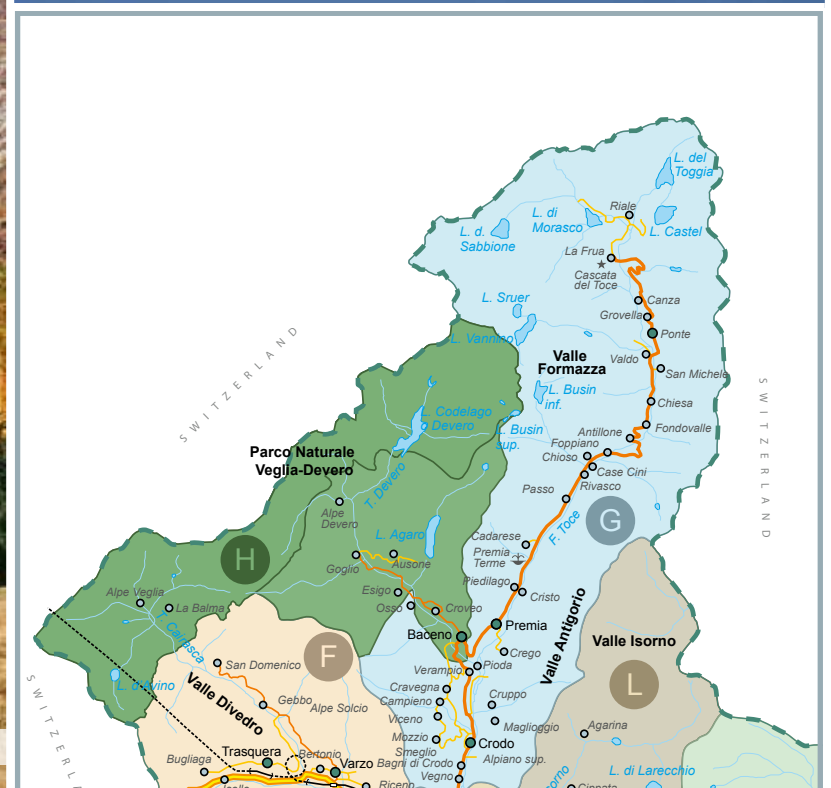 L. del
Toggia
Riale
L. di
Morasco
L. d.
Sabbione
L. Castel
La Frua
Cascata
del Toce
L. Sruer
Canza
Grovella
Ponte
L. Vannino
Valle
Formazza
Valdo
San Michele
SWITZERLAND
SWITZERLAND
L. Busin
inf.
Chiesa
L. Codelago
o Devero
L. Busin
sup.
Fondovalle
Antillone
Foppiano
Chioso
Case Cini
Rivasco
Parco Naturale
Veglia-Devero
T. Devero
Passo
Alpe
Devero
F. Toce
G
L. Agaro
Cadarese
Premia
Terme
H
Goglio
Ausone
Piedilago
Cristo
Esigo
Osso
Croveo
Alpe Veglia
La Balma
T. Cairasca
Baceno
Premia
Valle Antigorio
Valle Isorno
F
L
San Domenico
Crego
Pioda
Verampio
L. d'Avino
SWITZERLA
Valle Divedro
Gebbo
Alpe Solcio
Cravegna
Campieno
Cruppo
Viceno
Maglioggio
Agarina
Mozzio
Smeglio
Crodo
Trasquera
Bertonio
Varzo
Bugliaga
Bagni di Crodo
Alpiano sup.
Vegno
L. di Larecchio